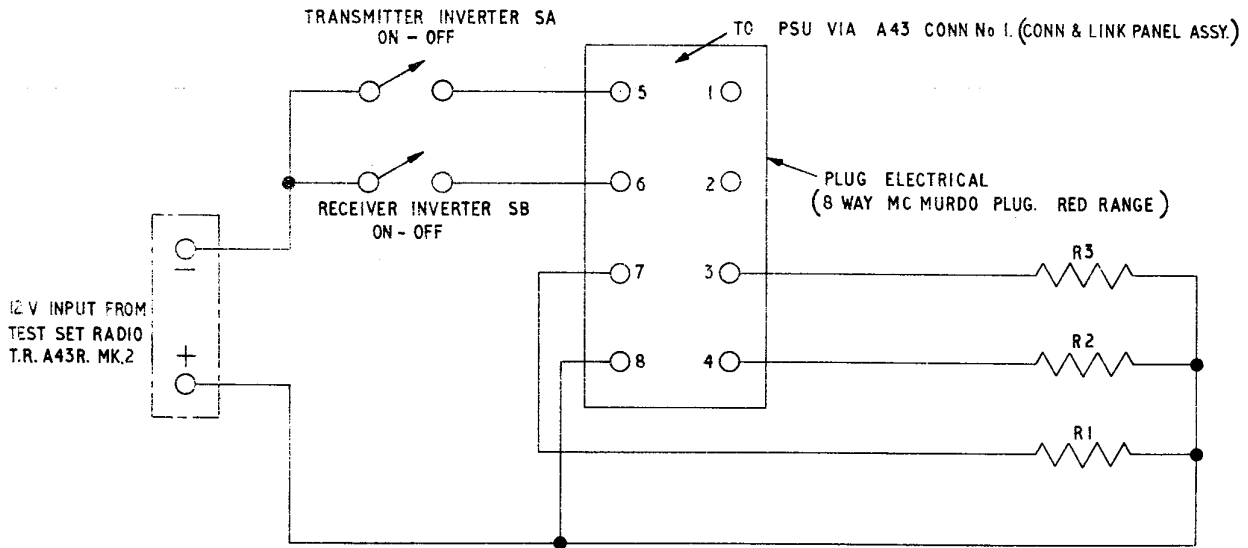 TRANSMITTER INVERTER SA
ON - OFF
TO PSU VIA A43 CONN No 1. (CONN & LINK PANEL ASSY.)
5
1
6
2
PLUG ELECTRICAL
(8 WAY MC MURDO PLUG. RED RANGE)
RECEIVER INVERTER SB
ON - OFF
7
3
R3
12 V INPUT FROM
TEST SET RADIO
T.R. A43R. MK.2
−
+
8
4
R2
R1